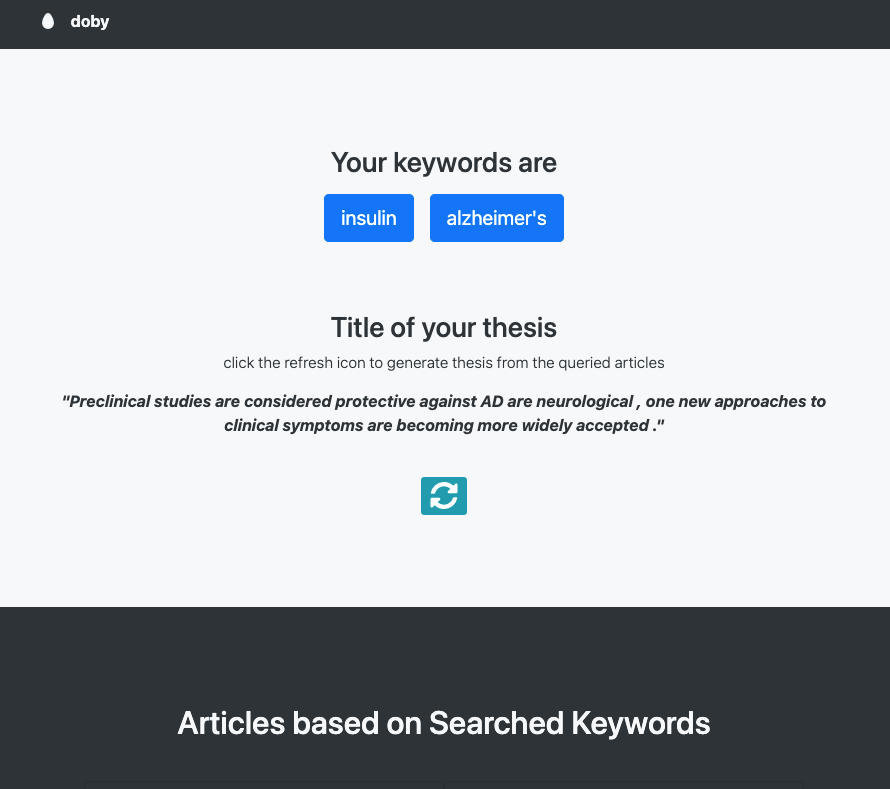 doby
Your keywords are
insulin alzheimer's
Title of your thesis
click the refresh icon to generate thesis from the queried articles
"Preclinical studies are considered protective against AD are neurological , one new approaches to
clinical symptoms are becoming more widely accepted ."
Articles based on Searched Keywords